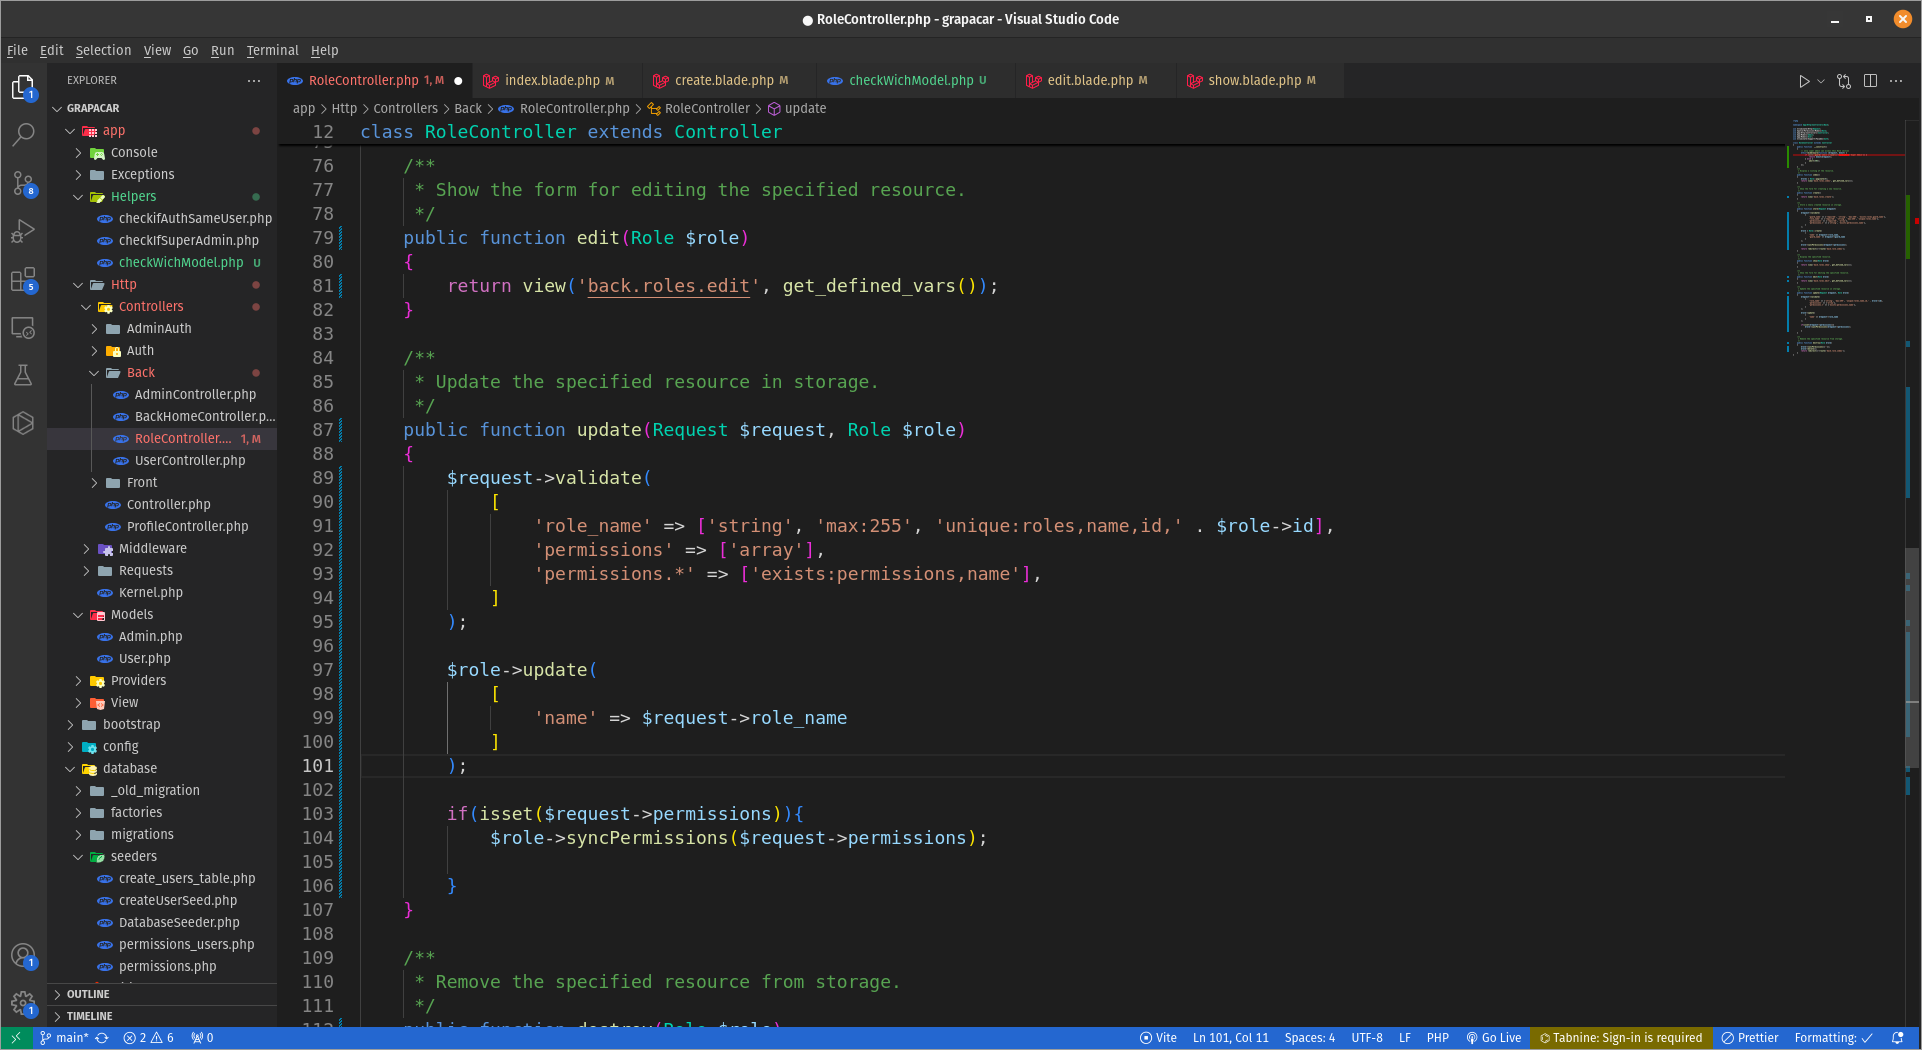 RoleController.php - grapacar - Visual Studio Code
File Edit Selection View Go Run Terminal Help
EXPLORER
RoleController.php 1, M
index.blade.php M
create.blade.php M
checkWichModel.php U
edit.blade.php M
show.blade.php M
app > Http > Controllers > Back > RoleController.php > RoleController > update
GRAPACAR
app
Console
Exceptions
Helpers
checkifAuthSameUser.php
checkIfSuperAdmin.php
checkWichModel.php U
Http
Controllers
AdminAuth
Auth
Back
AdminController.php
BackHomeController.p...
RoleController.... 1, M
UserController.php
Front
Controller.php
ProfileController.php
Middleware
Requests
Kernel.php
Models
Admin.php
User.php
Providers
View
bootstrap
config
database
_old_migration
factories
migrations
seeders
create_users_table.php
createUserSeed.php
DatabaseSeeder.php
permissions_users.php
permissions.php
OUTLINE
TIMELINE
1
8
5
1
1
12 class RoleController extends Controller
76 /**
77 * Show the form for editing the specified resource.
78 */
79 public function edit(Role $role)
80 {
81 return view('back.roles.edit', get_defined_vars());
82 }
83
84 /**
85 * Update the specified resource in storage.
86 */
87 public function update(Request $request, Role $role)
88 {
89 $request->validate(
90 [
91 'role_name' => ['string', 'max:255', 'unique:roles,name,id,' . $role->id],
92 'permissions' => ['array'],
93 'permissions.*' => ['exists:permissions,name'],
94 ]
95 );
96
97 $role->update(
98 [
99 'name' => $request->role_name
100 ]
101 );
102
103 if(isset($request->permissions)){
104 $role->syncPermissions($request->permissions);
105
106 }
107 }
108
109 /**
110 * Remove the specified resource from storage.
111 */
112 public function destroy(Role $role)
main* 2 6 0
Vite Ln 101, Col 11 Spaces: 4 UTF-8 LF PHP Go Live Tabnine: Sign-in is required Prettier Formatting: